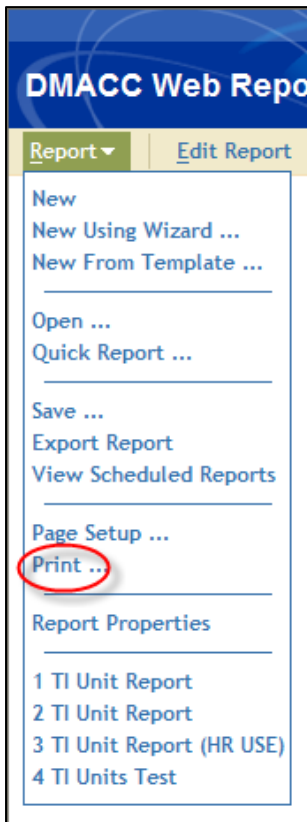 DMACC Web Repo
Report Edit Report
New
New Using Wizard ...
New From Template ...
Open ...
Quick Report ...
Save ...
Export Report
View Scheduled Reports
Page Setup ...
Print ...
Report Properties
1 TI Unit Report
2 TI Unit Report
3 TI Unit Report (HR USE)
4 TI Units Test